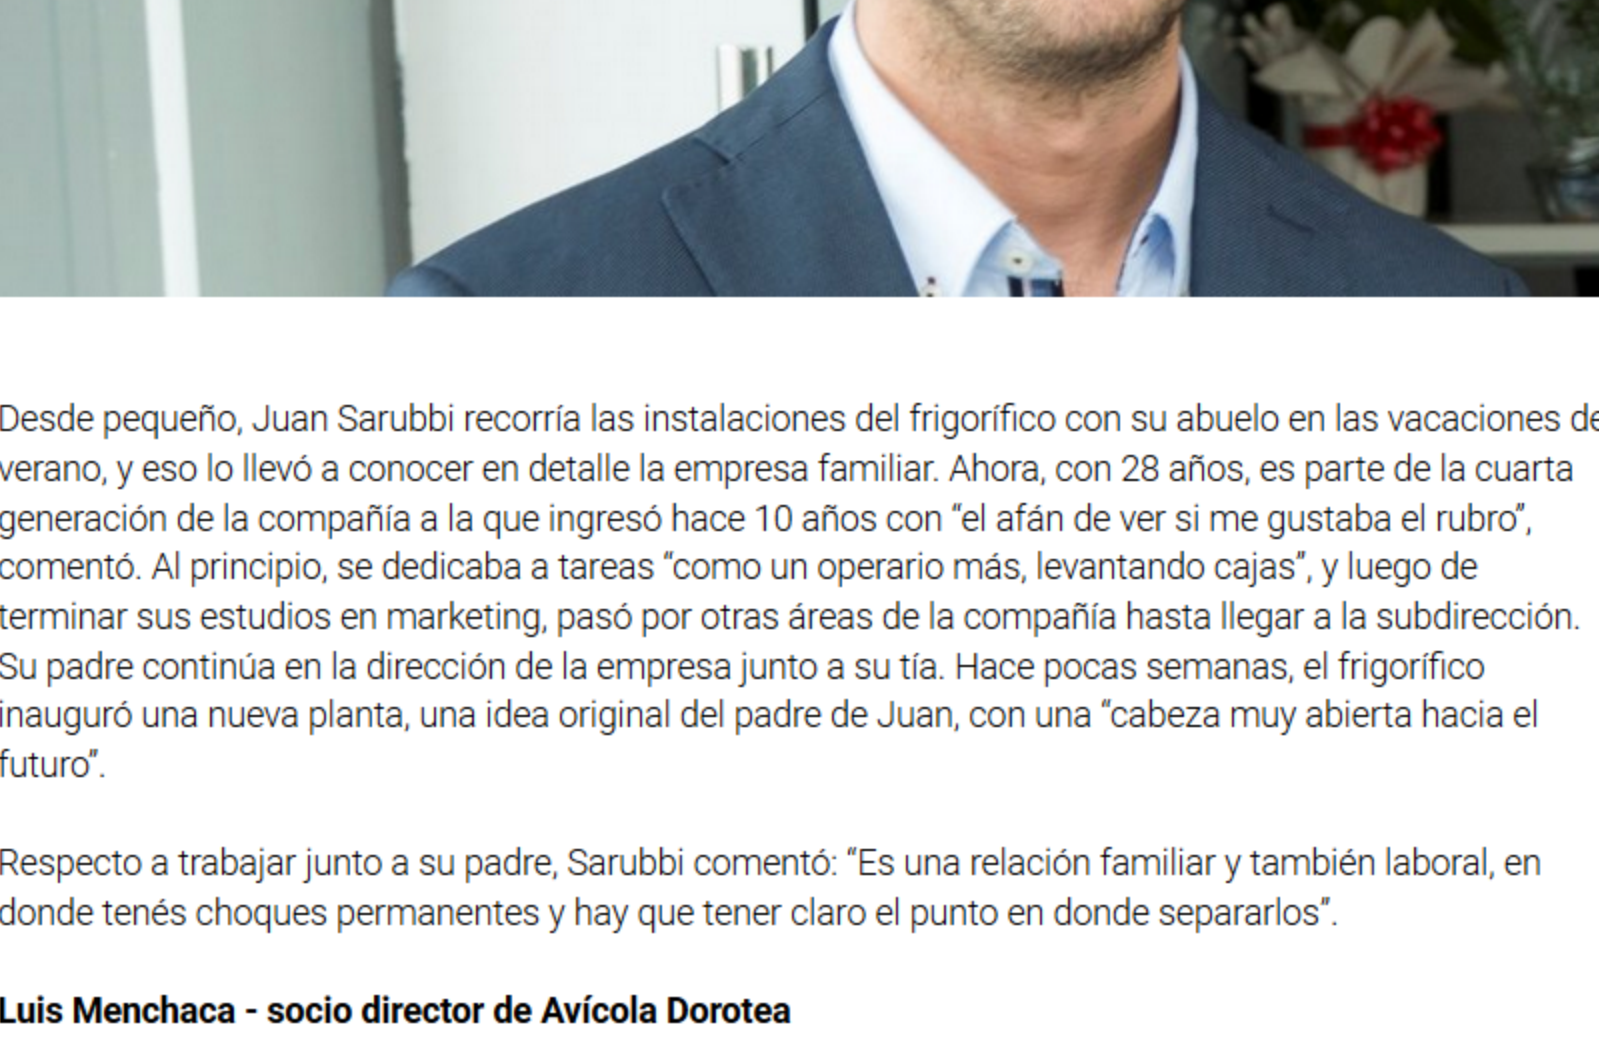 Desde pequeño, Juan Sarubbi recorría las instalaciones del frigorífico con su abuelo en las vacaciones de
verano, y eso lo llevó a conocer en detalle la empresa familiar. Ahora, con 28 años, es parte de la cuarta
generación de la compañía a la que ingresó hace 10 años con “el afán de ver si me gustaba el rubro”,
comentó. Al principio, se dedicaba a tareas “como un operario más, levantando cajas”, y luego de
terminar sus estudios en marketing, pasó por otras áreas de la compañía hasta llegar a la subdirección.
Su padre continúa en la dirección de la empresa junto a su tía. Hace pocas semanas, el frigorífico
inauguró una nueva planta, una idea original del padre de Juan, con una “cabeza muy abierta hacia el
futuro”.
Respecto a trabajar junto a su padre, Sarubbi comentó: “Es una relación familiar y también laboral, en
donde tenés choques permanentes y hay que tener claro el punto en donde separarlos”.
Luis Menchaca - socio director de Avícola Dorotea